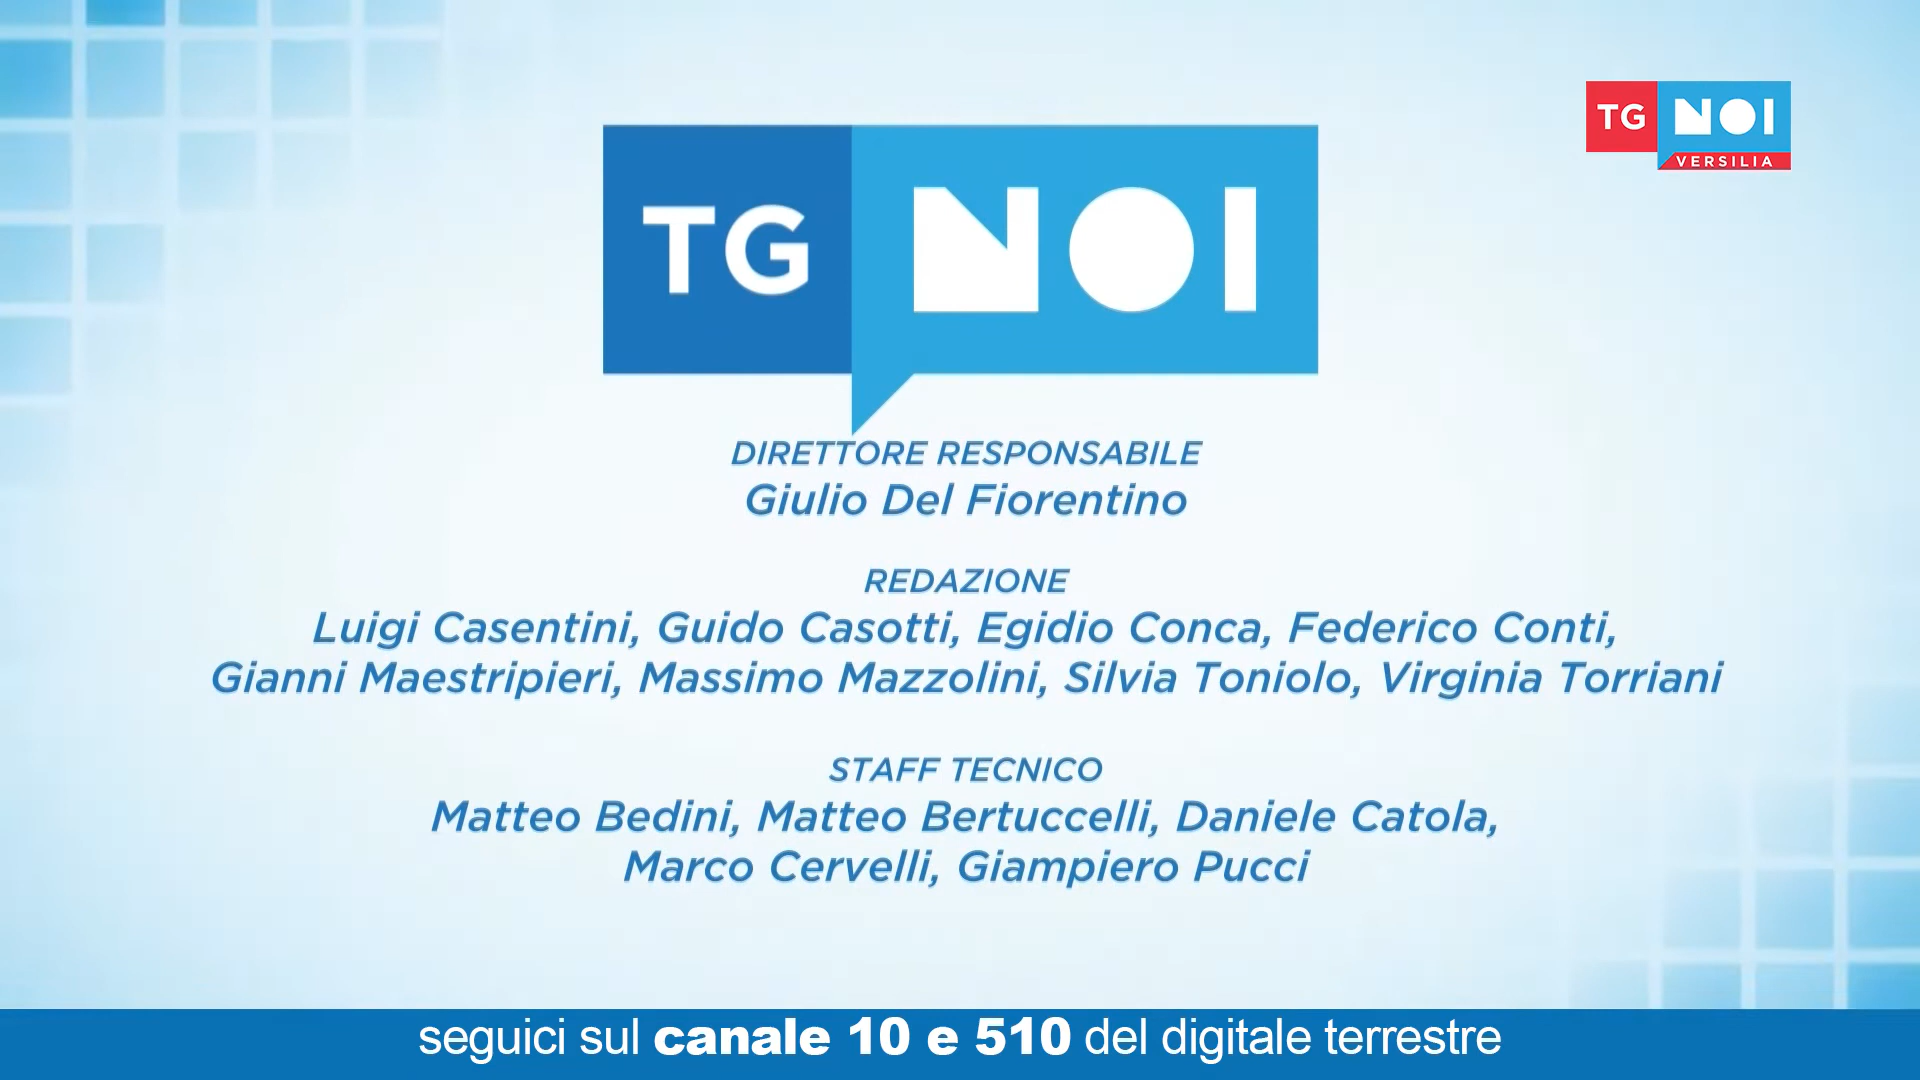 TG NOI
VERSILIA
TG NOI
DIRETTORE RESPONSABILE
Giulio Del Fiorentino
REDAZIONE
Luigi Casentini, Guido Casotti, Egidio Conca, Federico Conti,
Gianni Maestripieri, Massimo Mazzolini, Silvia Toniolo, Virginia Torriani
STAFF TECNICO
Matteo Bedini, Matteo Bertuccelli, Daniele Catola,
Marco Cervelli, Giampiero Pucci
seguici sul canale 10 e 510 del digitale terrestre